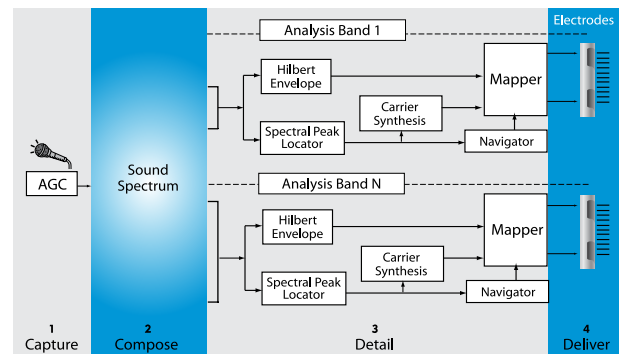 Electrodes
Analysis Band 1
Hilbert
Envelope
Mapper
Carrier
Synthesis
Spectral Peak
Locator
Navigator
AGC
Sound
Spectrum
Analysis Band N
Hilbert
Envelope
Mapper
Carrier
Synthesis
Spectral Peak
Locator
Navigator
1
Capture
2
Compose
3
Detail
4
Deliver